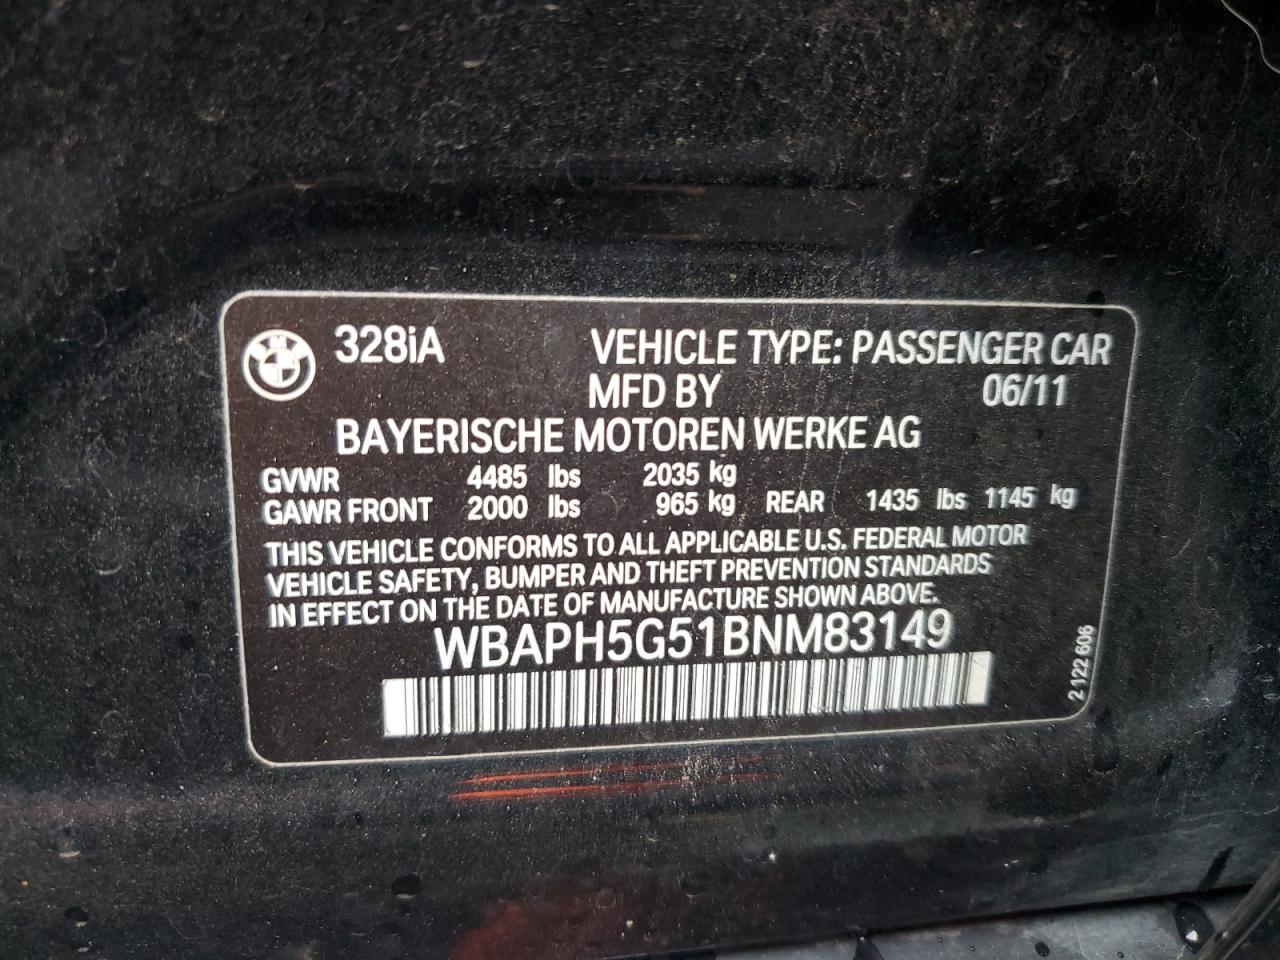 328iA VEHICLE TYPE: PASSENGER CAR
MFD BY 06/11
BAYERISCHE MOTOREN WERKE AG
GVWR 4485 lbs 2035 kg
GAWR FRONT 2000 lbs 965 kg REAR 1435 lbs 1145 kg
THIS VEHICLE CONFORMS TO ALL APPLICABLE U.S. FEDERAL MOTOR
VEHICLE SAFETY, BUMPER AND THEFT PREVENTION STANDARDS
IN EFFECT ON THE DATE OF MANUFACTURE SHOWN ABOVE.
WBAPH5G51BNM83149
2 122 606